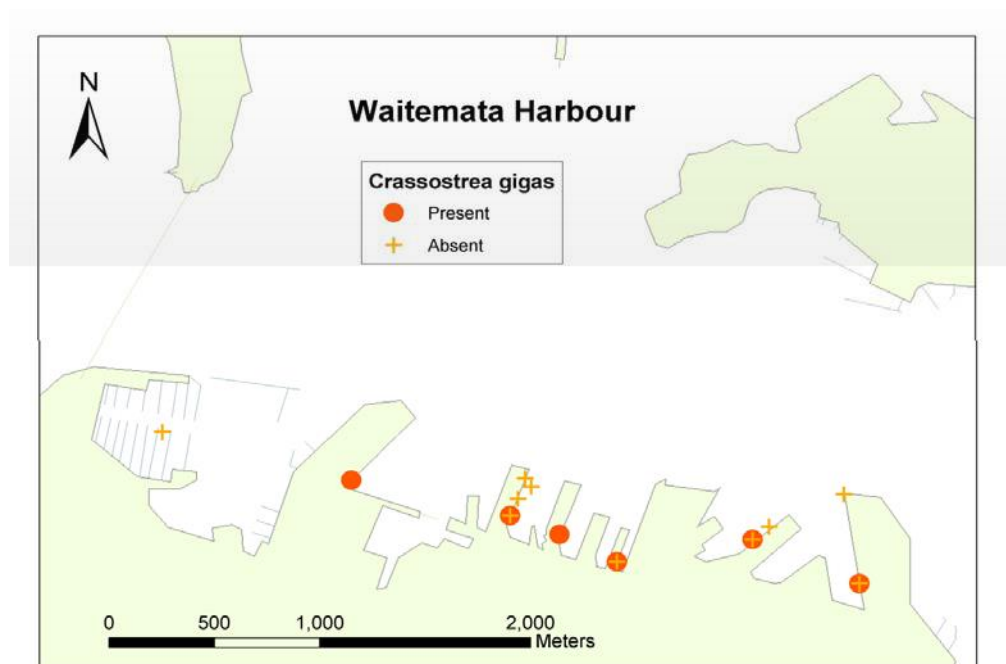 N
Waitemata Harbour
Crassostrea gigas
Present
Absent
0 500 1,000 2,000
Meters